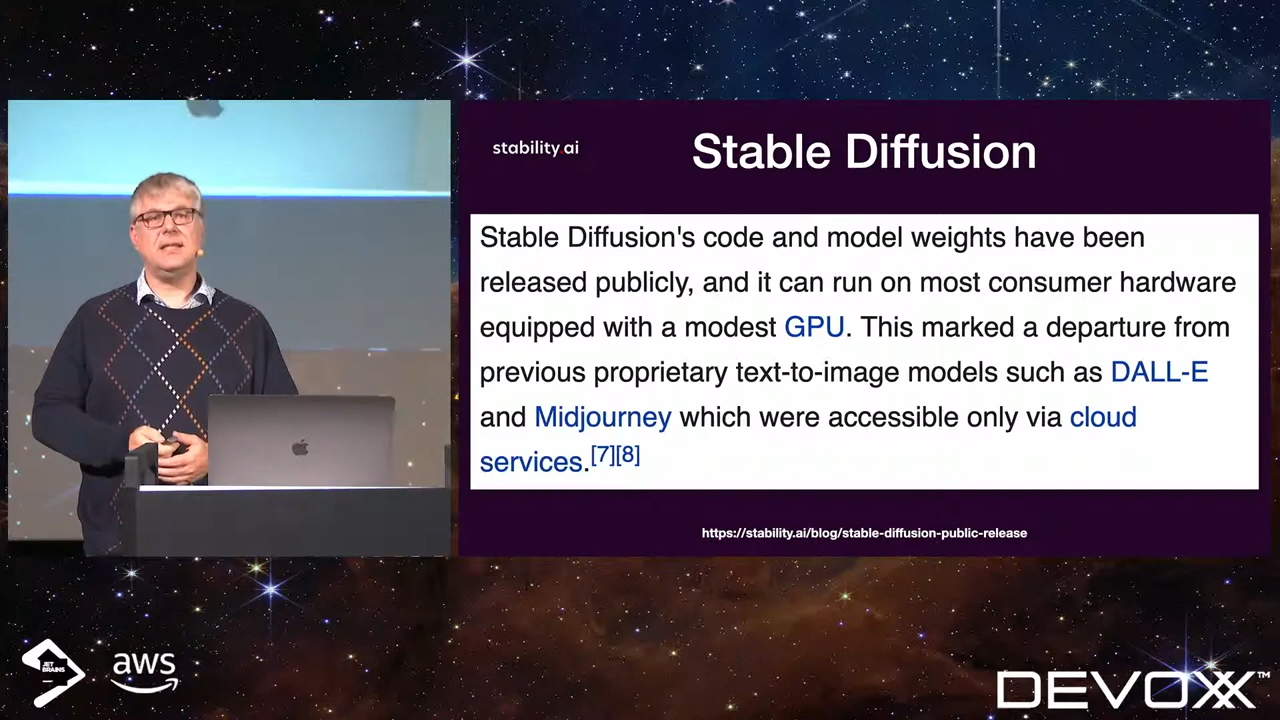 stability.ai
Stable Diffusion
Stable Diffusion's code and model weights have been
released publicly, and it can run on most consumer hardware
equipped with a modest GPU. This marked a departure from
previous proprietary text-to-image models such as DALL-E
and Midjourney which were accessible only via cloud
services.[7][8]
https://stability.ai/blog/stable-diffusion-public-release
JET
BRAINS
aws
DEVOXX™